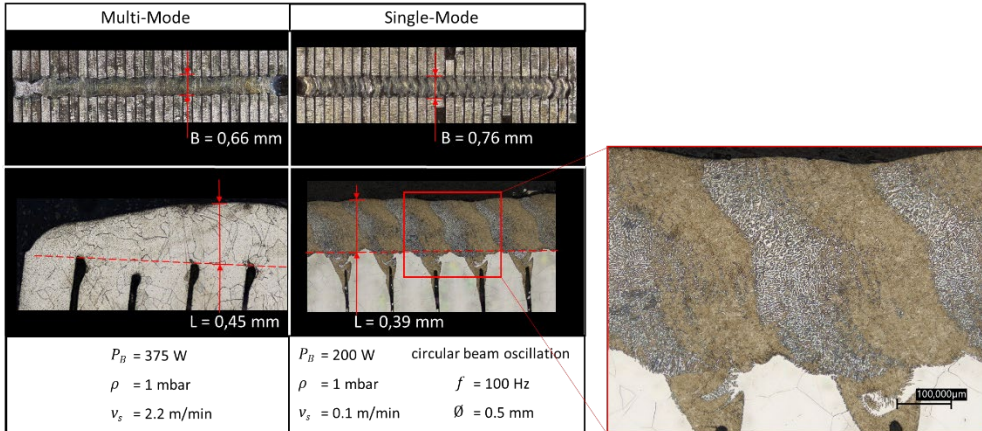 Multi-Mode
Single-Mode
B = 0,66 mm
B = 0,76 mm
L = 0,45 mm
L = 0,39 mm
P_B = 375 W
ρ = 1 mbar
v_s = 2.2 m/min
P_B = 200 W circular beam oscillation
ρ = 1 mbar f = 100 Hz
v_s = 0.1 m/min Ø = 0.5 mm
100,000µm